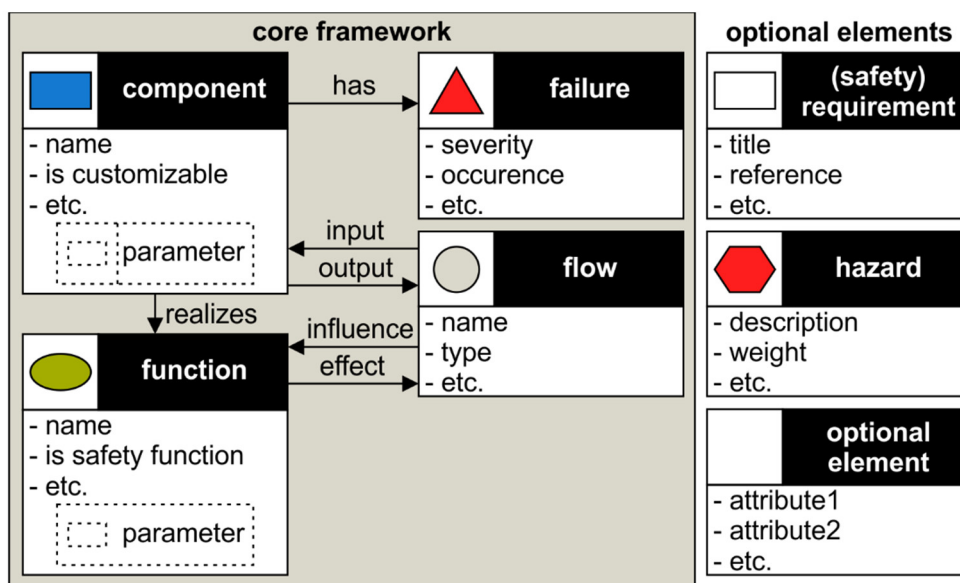 core framework
component
- name
- is customizable
- etc.
parameter
has
failure
- severity
- occurence
- etc.
input
output
flow
- name
- type
- etc.
realizes
influence
effect
function
- name
- is safety function
- etc.
parameter
optional elements
(safety)
requirement
- title
- reference
- etc.
hazard
- description
- weight
- etc.
optional
element
- attribute1
- attribute2
- etc.